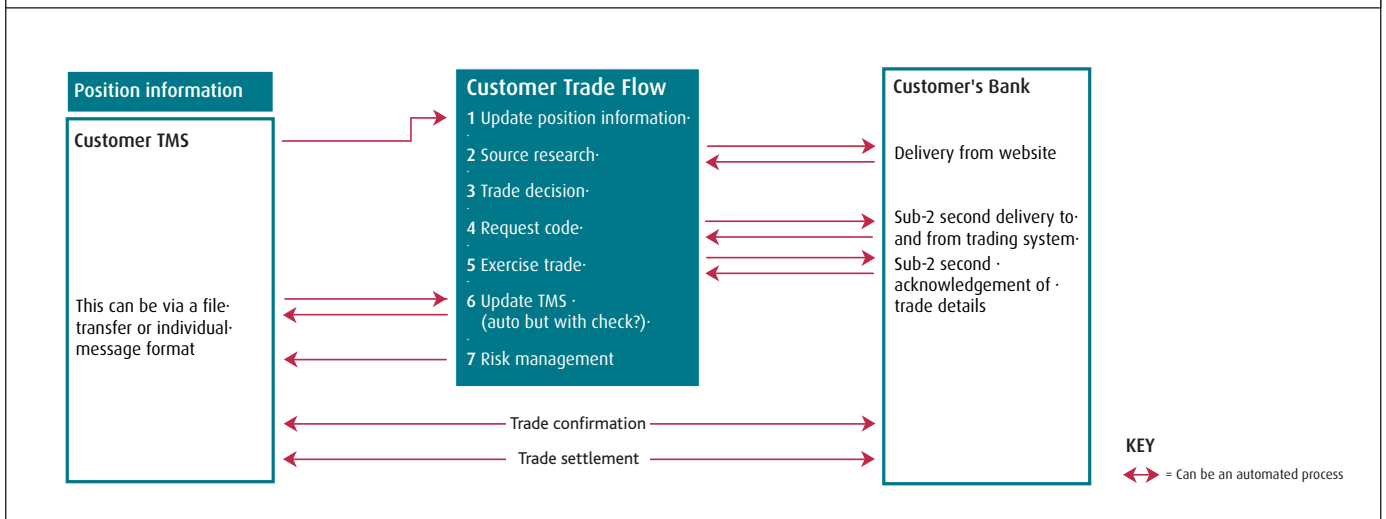 Position information
Customer TMS
This can be via a file·
transfer or individual·
message format
Customer Trade Flow
1 Update position information·
·
2 Source research·
·
3 Trade decision·
·
4 Request code·
·
5 Exercise trade·
·
6 Update TMS ·
(auto but with check?)·
·
7 Risk management
Customer's Bank
Delivery from website
Sub-2 second delivery to·
and from trading system·
Sub-2 second ·
acknowledgement of ·
trade details
Trade confirmation
Trade settlement
KEY
= Can be an automated process